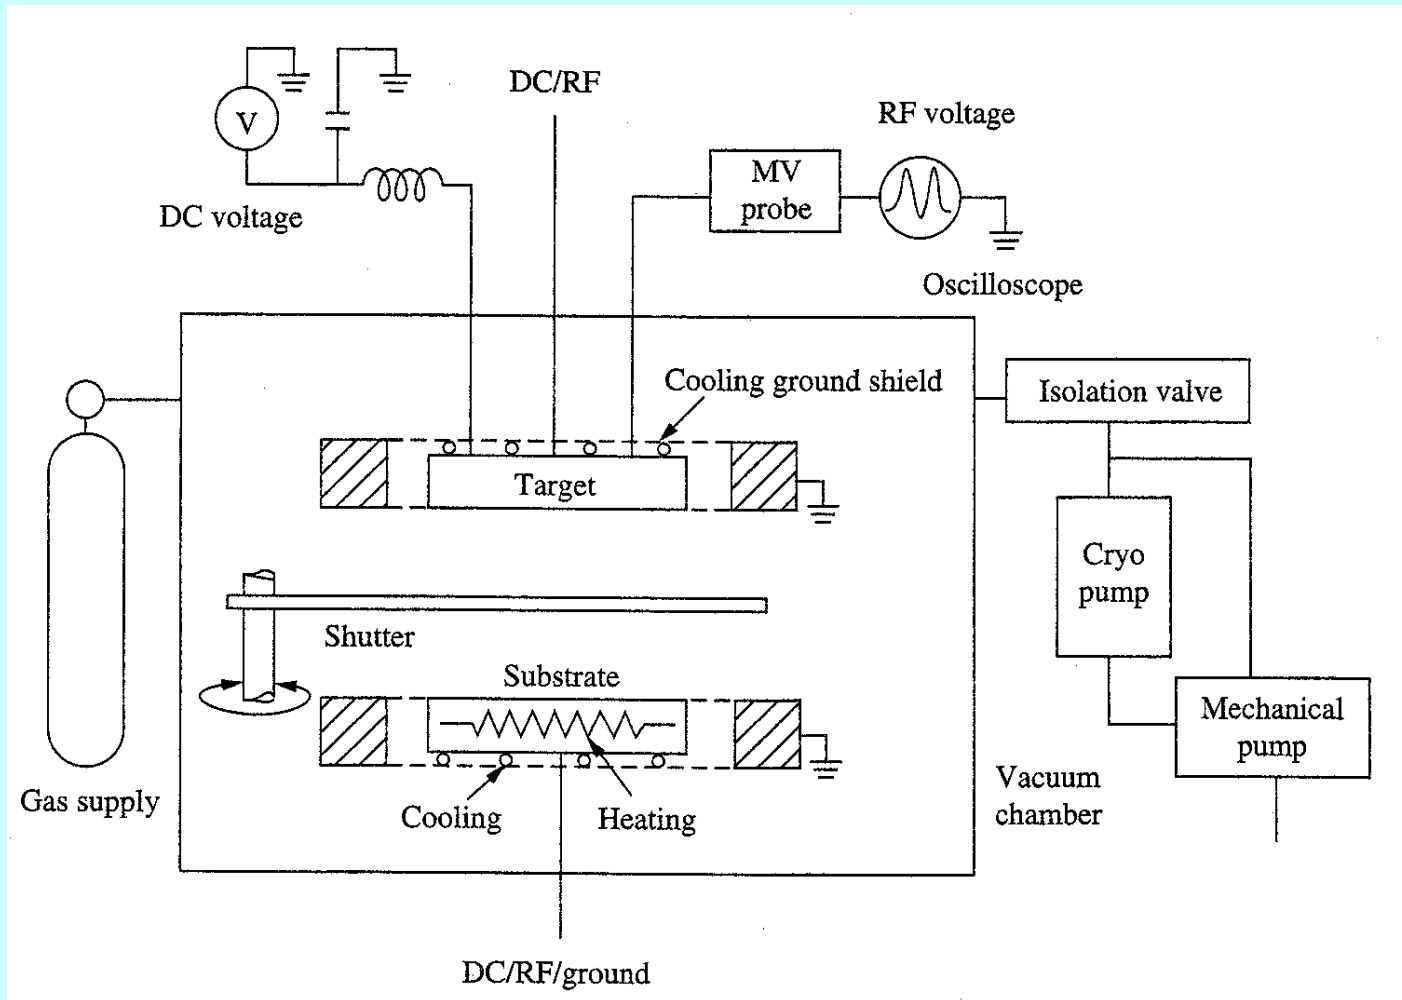 DC/RF
RF voltage
V
MV
probe
DC voltage
Oscilloscope
Cooling ground shield
Isolation valve
Target
Cryo
pump
Shutter
Substrate
Mechanical
pump
Vacuum
chamber
Gas supply
Cooling
Heating
DC/RF/ground